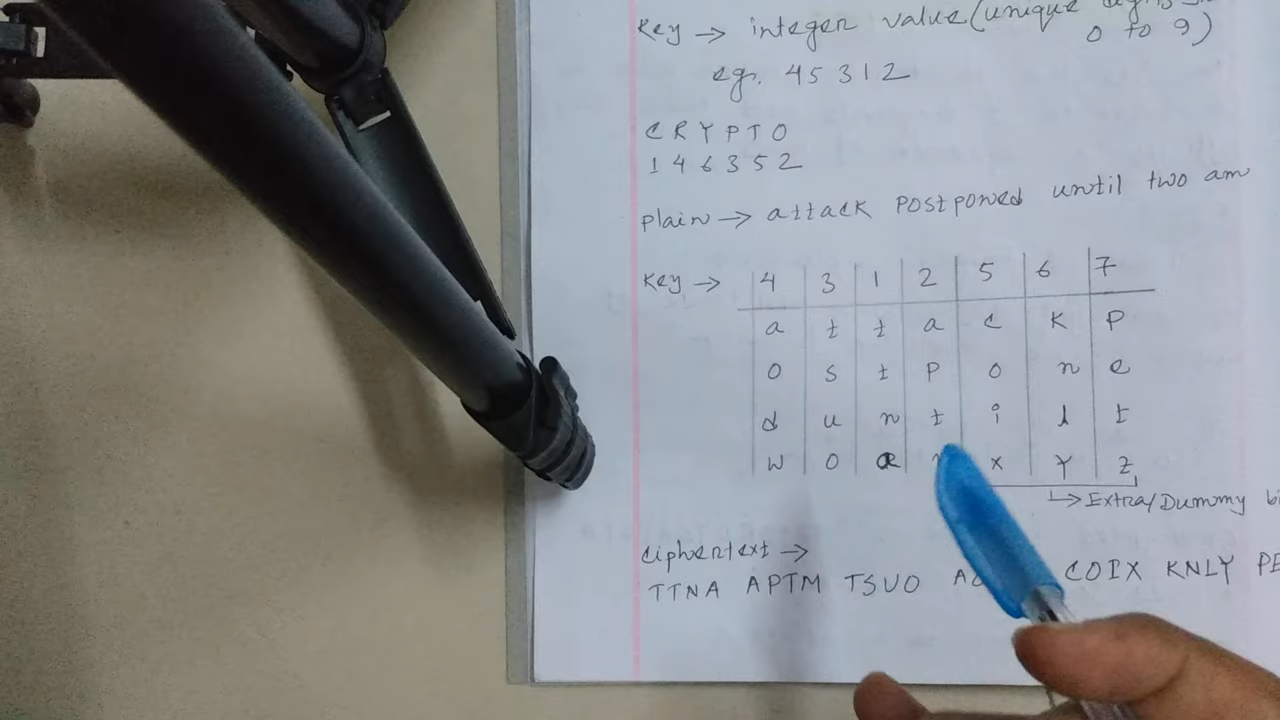 Key → integer value (unique
0 to 9)
eg. 45312
CRYPTO
146352
Plain → attack postponed until two am
Key → 4 3 1 2 5 6 7
a t t a c k p
o s t p o n e
d u n t i l t
w o a x y z
↳ Extra/Dummy
ciphertext →
TTNA APTM TSUO COIX KNLY